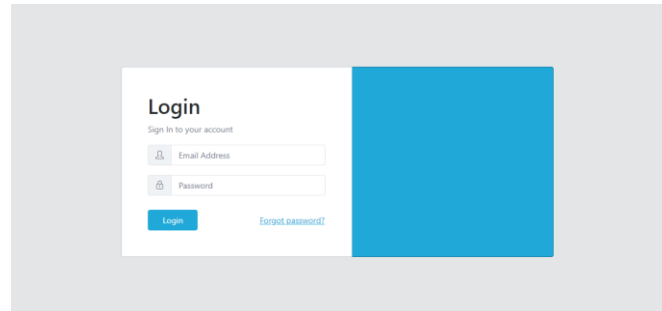 Login
Sign In to your account
Email Address
Password
Login
Forgot password?